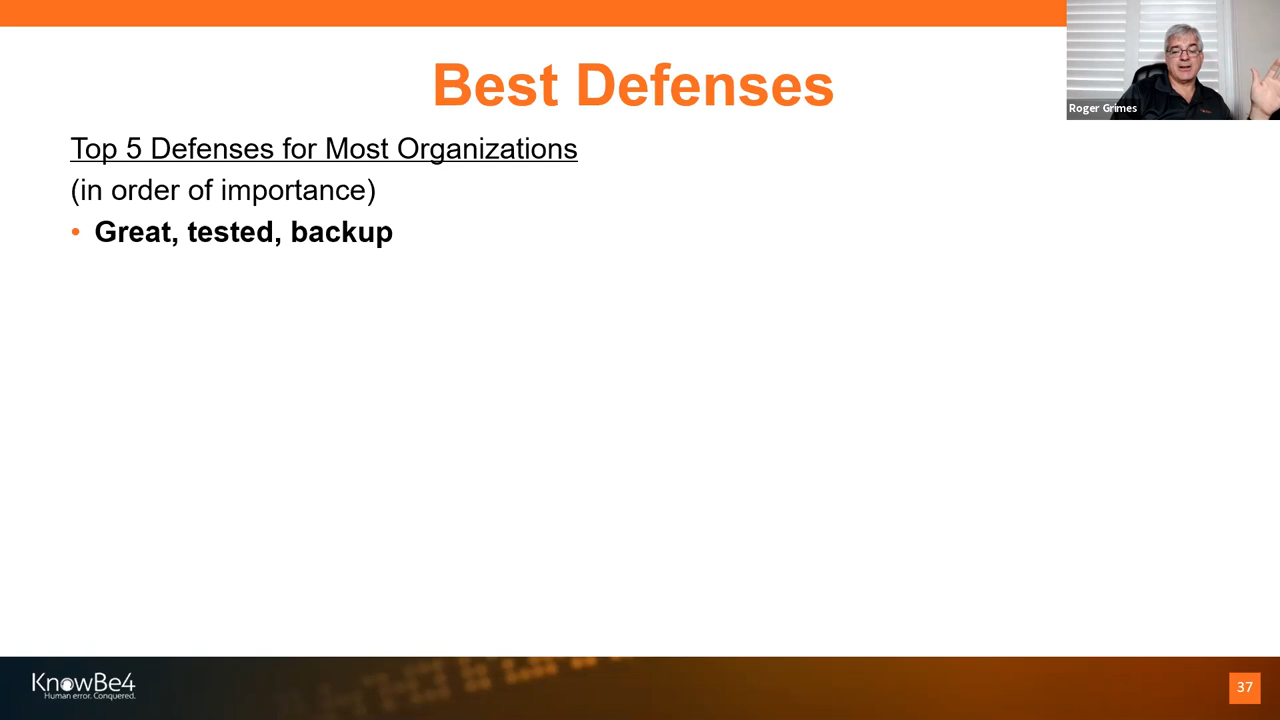 Best Defenses
Roger Grimes
Top 5 Defenses for Most Organizations
(in order of importance)
• Great, tested, backup
KnowBe4
Human error. Conquered.
37